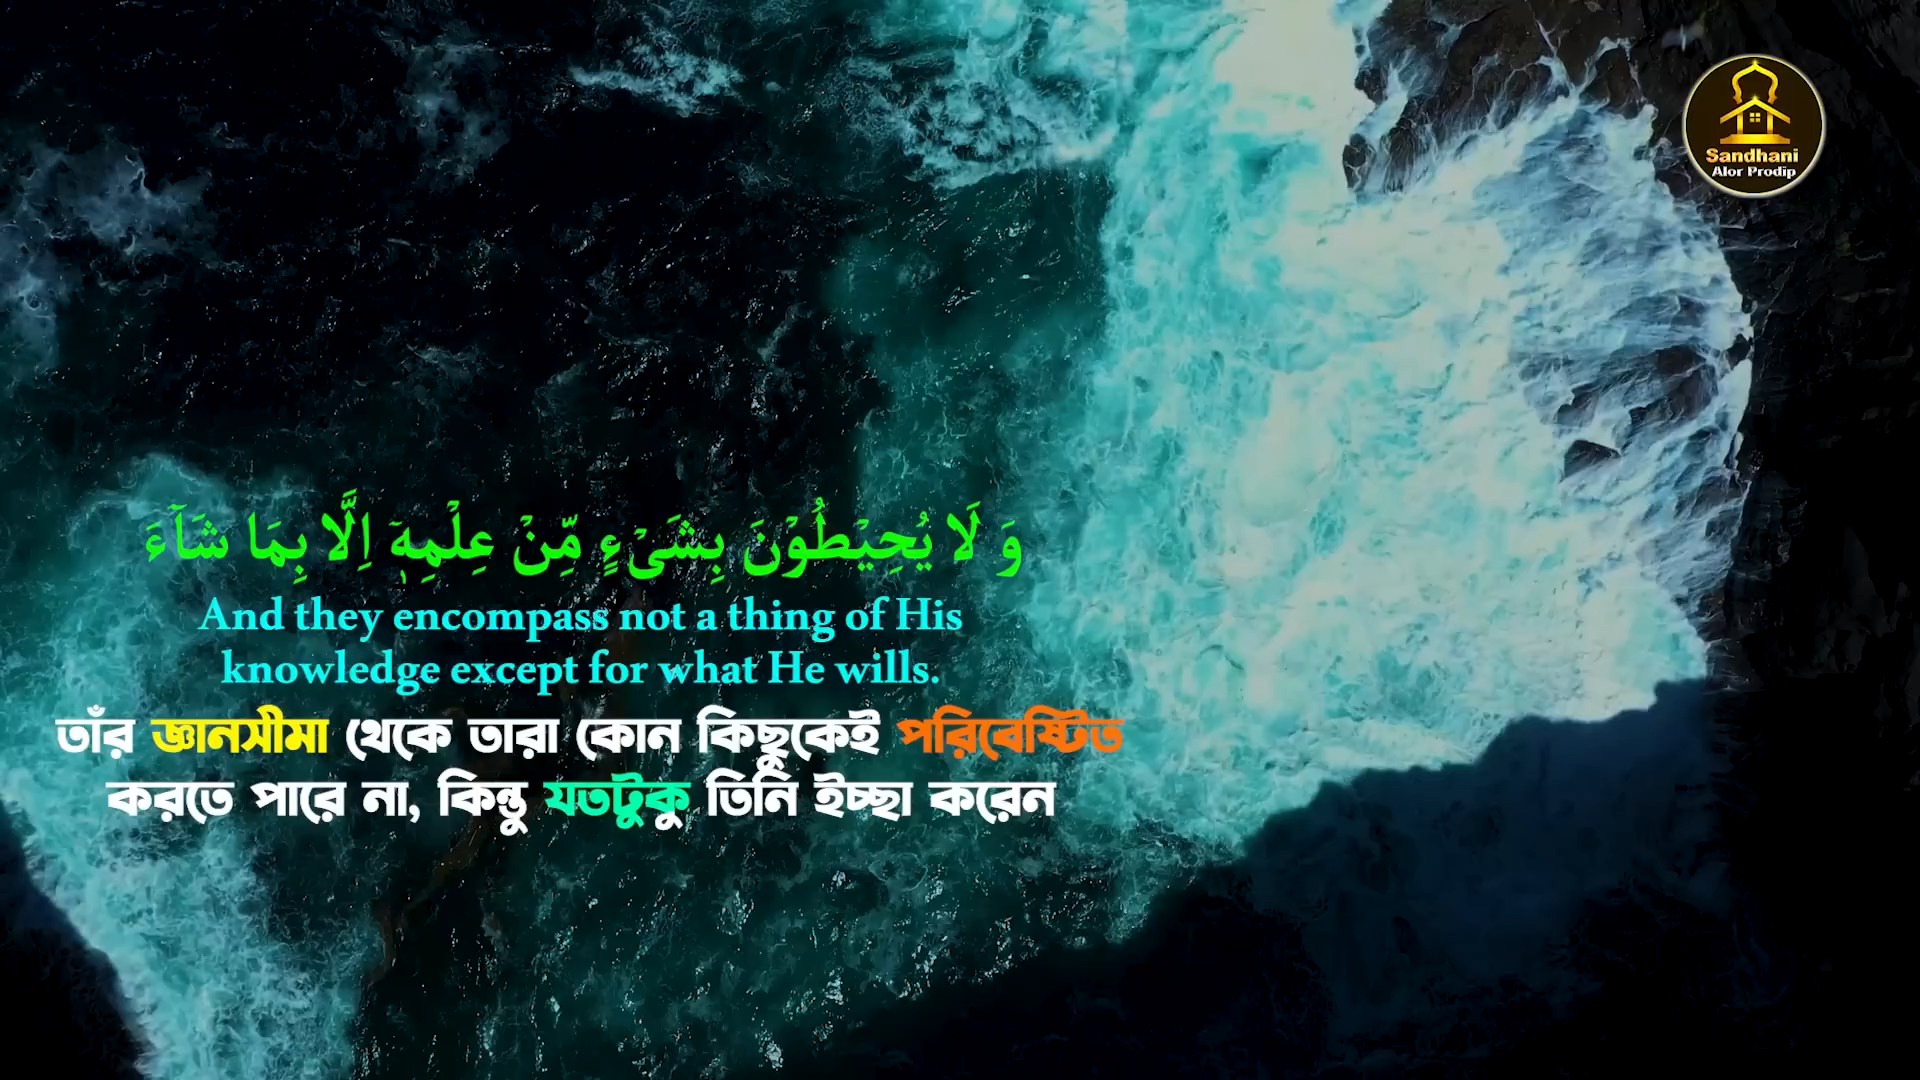 Sandhani
Alor Prodip
وَ لَا يُحِيْطُوْنَ بِشَیْءٍ مِّنْ عِلْمِهٖۤ اِلَّا بِمَا شَآءَ
And they encompass not a thing of His
knowledge except for what He wills.
তাঁর জ্ঞানসীমা থেকে তারা কোন কিছুকেই পরিবেষ্টিত
করতে পারে না, কিন্তু যতটুকু তিনি ইচ্ছা করেন